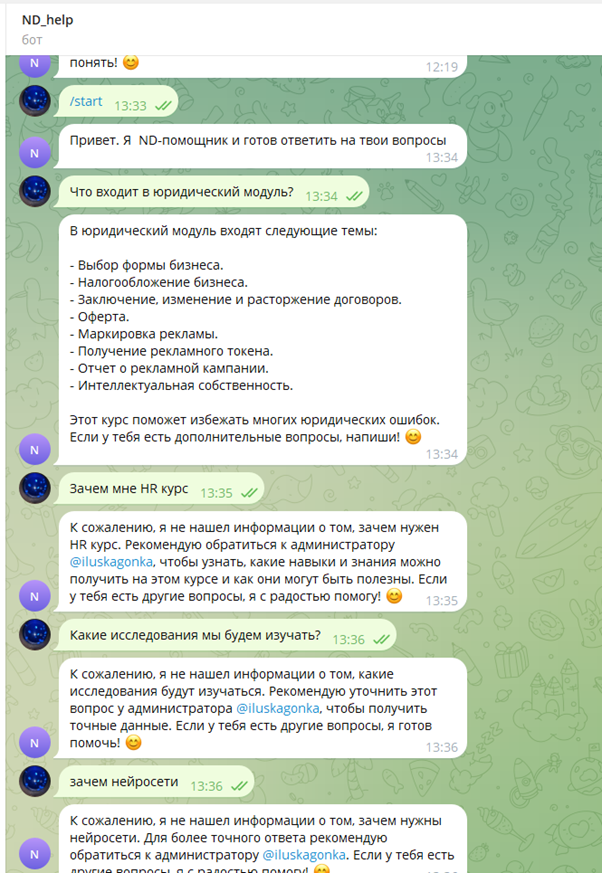 ND_help
бот
N
понять! 😊
12:19
/start 13:33
Привет. Я ND-помощник и готов ответить на твои вопросы
N
13:34
Что входит в юридический модуль? 13:34
В юридический модуль входят следующие темы:
- Выбор формы бизнеса.
- Налогообложение бизнеса.
- Заключение, изменение и расторжение договоров.
- Оферта.
- Маркировка рекламы.
- Получение рекламного токена.
- Отчет о рекламной кампании.
- Интеллектуальная собственность.
Этот курс поможет избежать многих юридических ошибок.
Если у тебя есть дополнительные вопросы, напиши! 😊
N
13:34
Зачем мне HR курс 13:35
К сожалению, я не нашел информации о том, зачем нужен
HR курс. Рекомендую обратиться к администратору
@iluskagonka, чтобы узнать, какие навыки и знания можно
получить на этом курсе и как они могут быть полезны. Если
у тебя есть другие вопросы, я с радостью помогу! 😊
N
13:35
Какие исследования мы будем изучать? 13:36
К сожалению, я не нашел информации о том, какие
исследования будут изучаться. Рекомендую уточнить этот
вопрос у администратора @iluskagonka, чтобы получить
точные данные. Если у тебя есть другие вопросы, я готов
помочь! 😊
N
13:36
зачем нейросети 13:36
К сожалению, я не нашел информации о том, зачем нужны
нейросети. Для более точного ответа рекомендую
обратиться к администратору @iluskagonka. Если у тебя есть
N
другие вопросы, я с радостью помогу! 😊